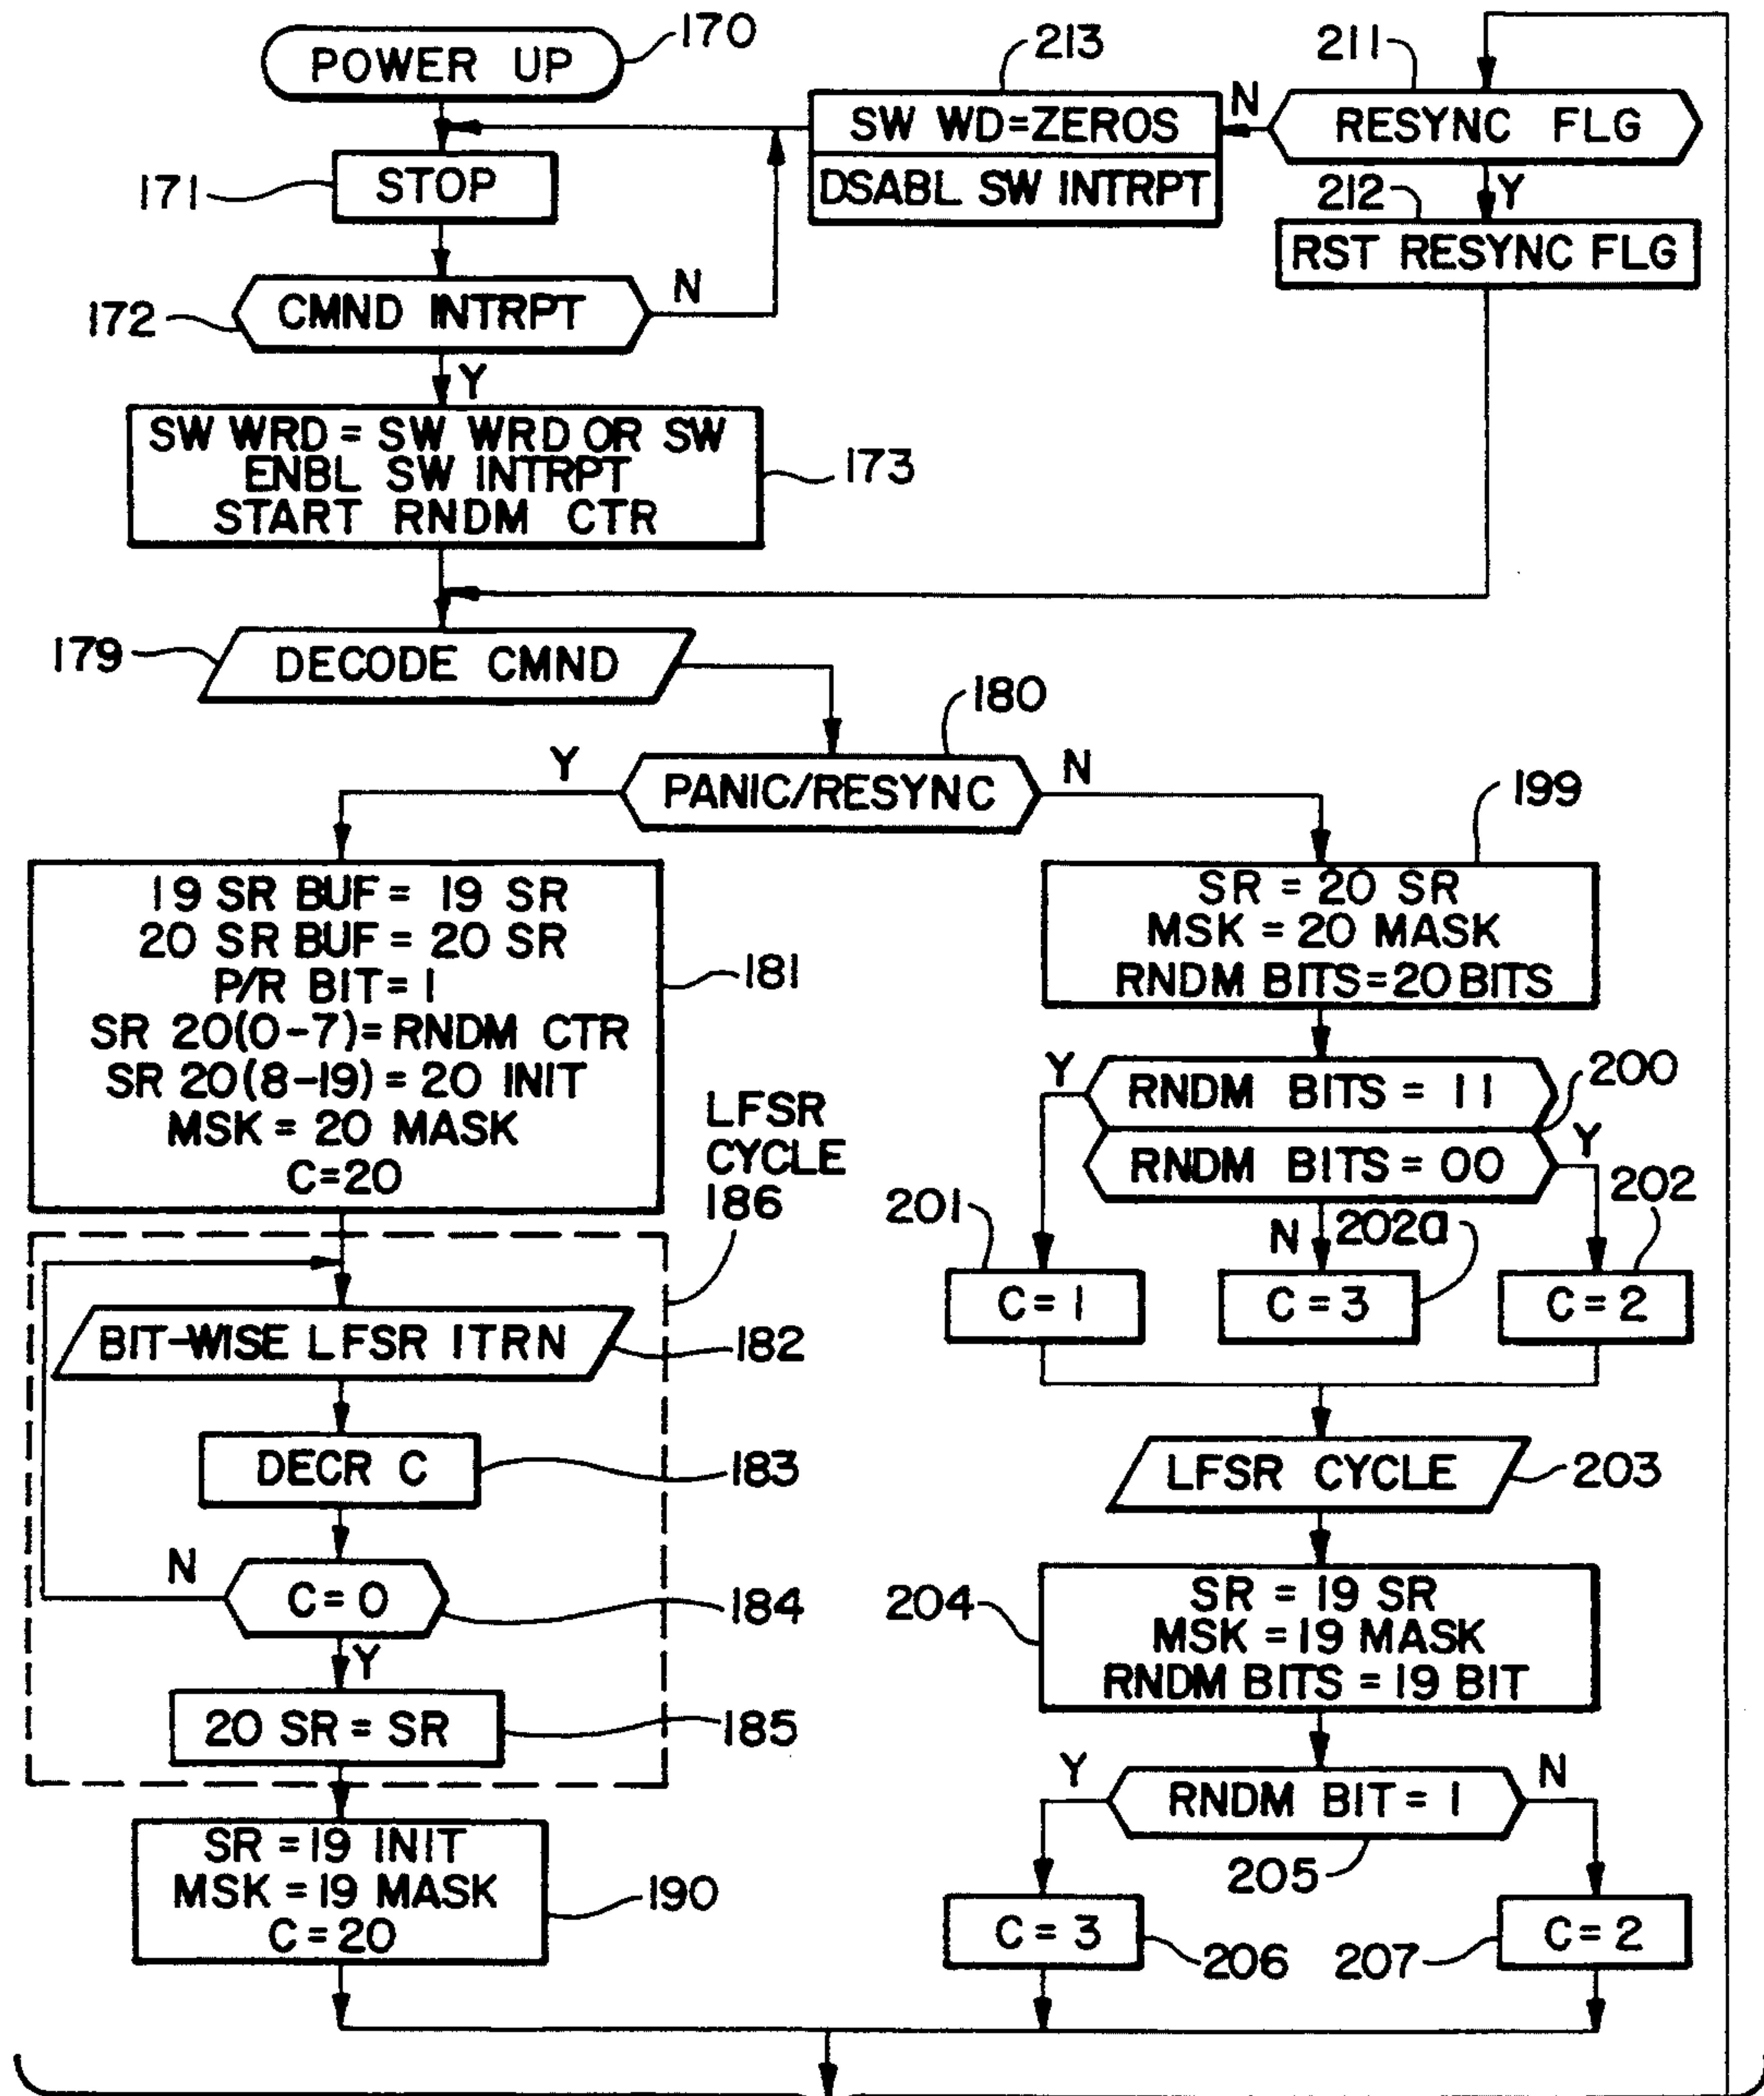 POWER UP
170
213
211
SW WD=ZEROS
DSABL SW INTRPT
N
RESYNC FLG
STOP
171
Y
212
RST RESYNC FLG
CMND INTRPT
N
172
Y
SW WRD = SW WRD OR SW
ENBL SW INTRPT
START RNDM CTR
173
179
DECODE CMND
180
Y
PANIC/RESYNC
N
199
19 SR BUF = 19 SR
20 SR BUF = 20 SR
P/R BIT = 1
SR 20(0-7)=RNDM CTR
SR 20(8-19) = 20 INIT
MSK = 20 MASK
C=20
181
SR = 20 SR
MSK = 20 MASK
RNDM BITS=20 BITS
LFSR
CYCLE
186
Y
RNDM BITS = 11
200
RNDM BITS = 00
Y
201
N
202a
202
C = 1
C = 3
C = 2
BIT-WISE LFSR ITRN
182
DECR C
183
LFSR CYCLE
203
N
C=0
184
Y
204
SR = 19 SR
MSK = 19 MASK
RNDM BITS = 19 BIT
20 SR = SR
185
Y
RNDM BIT = 1
N
205
SR = 19 INIT
MSK = 19 MASK
C = 20
190
C = 3
206
207
C = 2